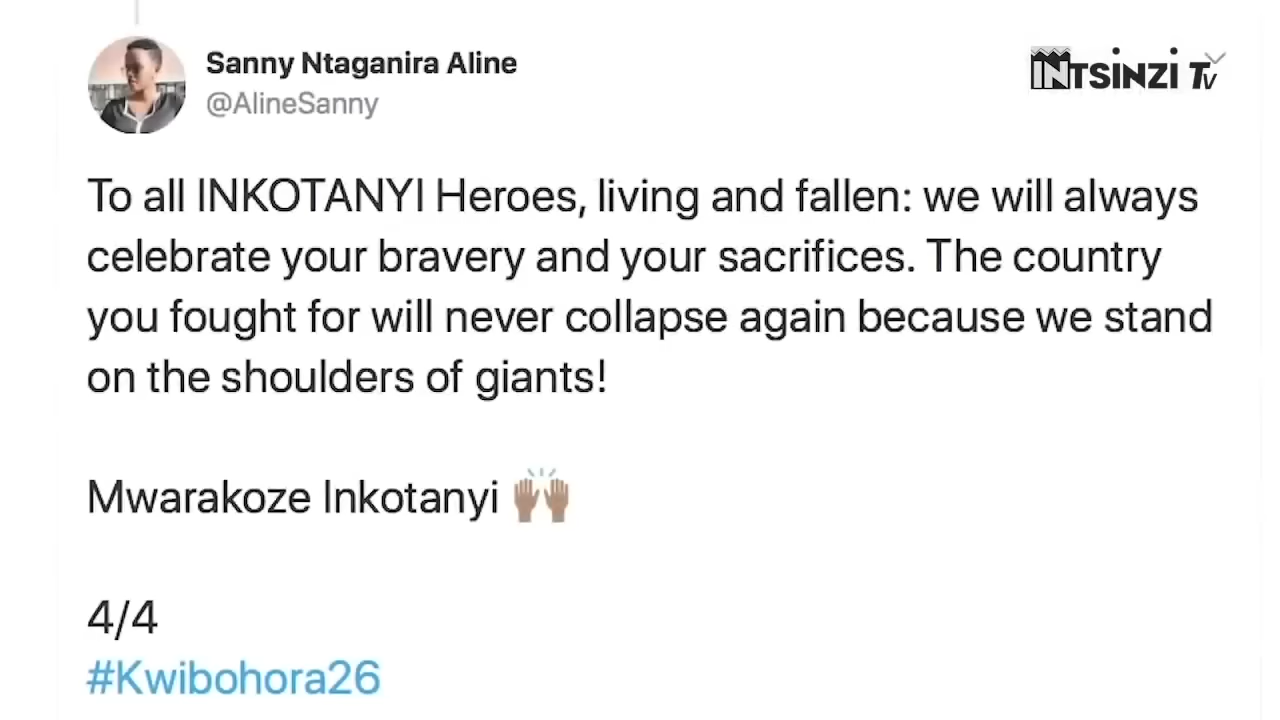 Sanny Ntaganira Aline
@AlineSanny
INTSINZI TV
To all INKOTANYI Heroes, living and fallen: we will always
celebrate your bravery and your sacrifices. The country
you fought for will never collapse again because we stand
on the shoulders of giants!
Mwarakoze Inkotanyi 🙌🏽
4/4
#Kwibohora26